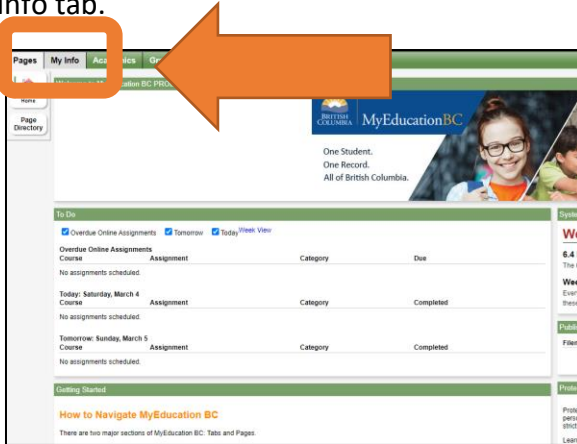 Info tab.
Pages My Info Academics
Home
Page
Directory
BRITISH
COLUMBIA
MyEducationBC
One Student.
One Record.
All of British Columbia.
To Do
Overdue Online Assignments Tomorrow Today Week View
Overdue Online Assignments
Course Assignment Category Due
No assignments scheduled.
Today: Saturday, March 4
Course Assignment Category Completed
No assignments scheduled.
Tomorrow: Sunday, March 5
Course Assignment Category Completed
No assignments scheduled.
Getting Started
How to Navigate MyEducation BC
There are two major sections of MyEducation BC: Tabs and Pages.
6.4